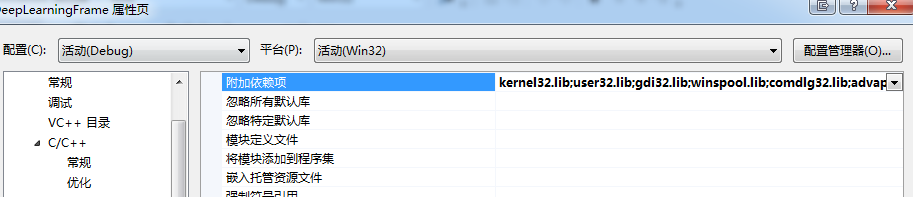 DeepLearningFrame 属性页
配置(C):
活动(Debug)
平台(P):
活动(Win32)
配置管理器(O)...
常规
调试
VC++ 目录
C/C++
常规
优化
附加依赖项
kernel32.lib;user32.lib;gdi32.lib;winspool.lib;comdlg32.lib;advap
忽略所有默认库
忽略特定默认库
模块定义文件
将模块添加到程序集
嵌入托管资源文件
强制符号引用